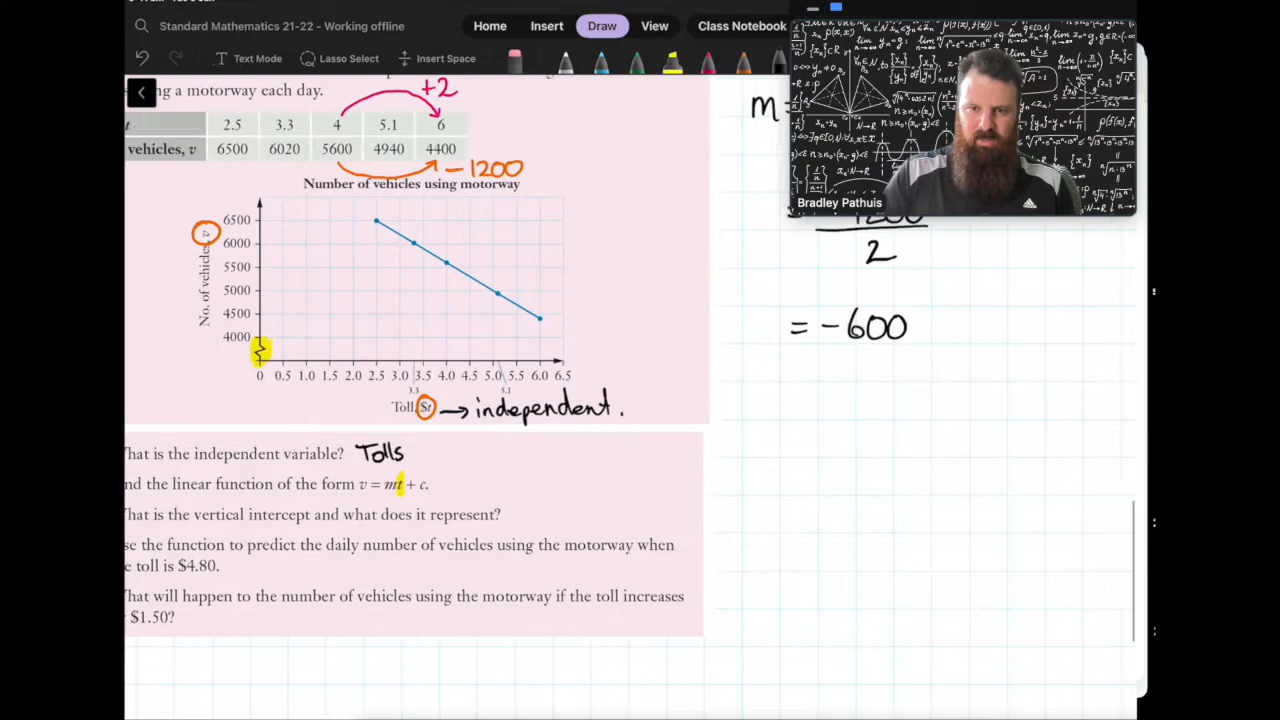 Standard Mathematics 21-22 - Working offline
Home Insert Draw View Class Notebook
Text Mode Lasso Select Insert Space
a motorway each day.
+2
t 2.5 3.3 4 5.1 6
vehicles, v 6500 6020 5600 4940 4400
-1200
Number of vehicles using motorway
6500
6000
5500
5000
4500
4000
No. of vehicles, v
0 0.5 1.0 1.5 2.0 2.5 3.0 3.5 4.0 4.5 5.0 5.5 6.0 6.5
3.3 5.1
Toll, $t → independent.
hat is the independent variable? Tolls
nd the linear function of the form v = mt + c.
hat is the vertical intercept and what does it represent?
se the function to predict the daily number of vehicles using the motorway when
e toll is $4.80.
hat will happen to the number of vehicles using the motorway if the toll increases
$1.50?
m =
-1200
2
= -600
Bradley Pathuis